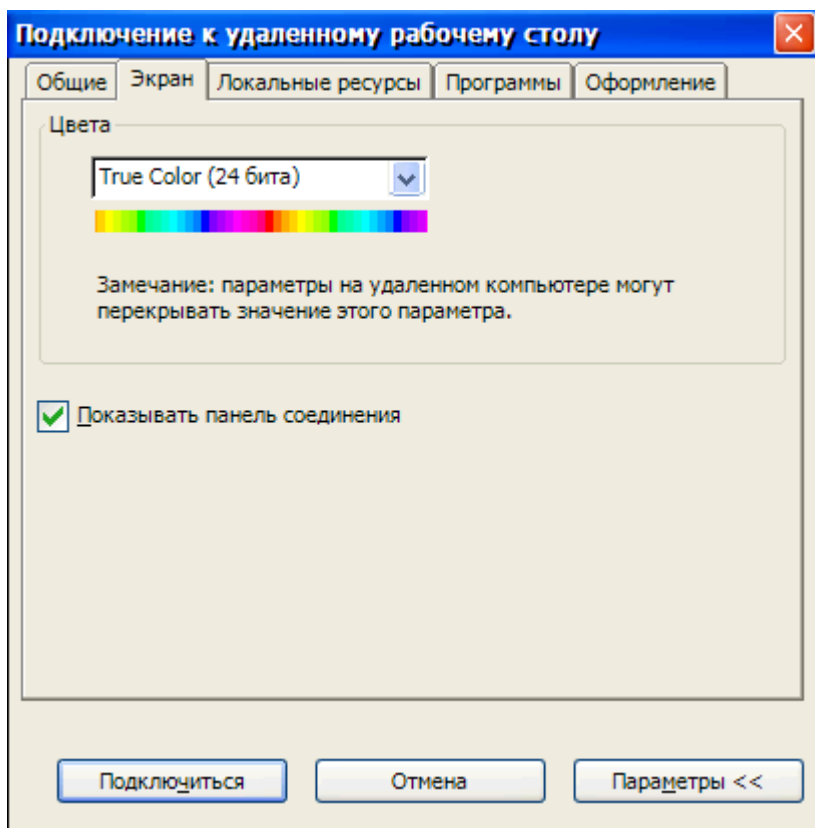 Подключение к удаленному рабочему столу
Общие Экран Локальные ресурсы Программы Оформление
Цвета
True Color (24 бита)
Замечание: параметры на удаленном компьютере могут
перекрывать значение этого параметра.
Показывать панель соединения
Подключиться Отмена Параметры <<